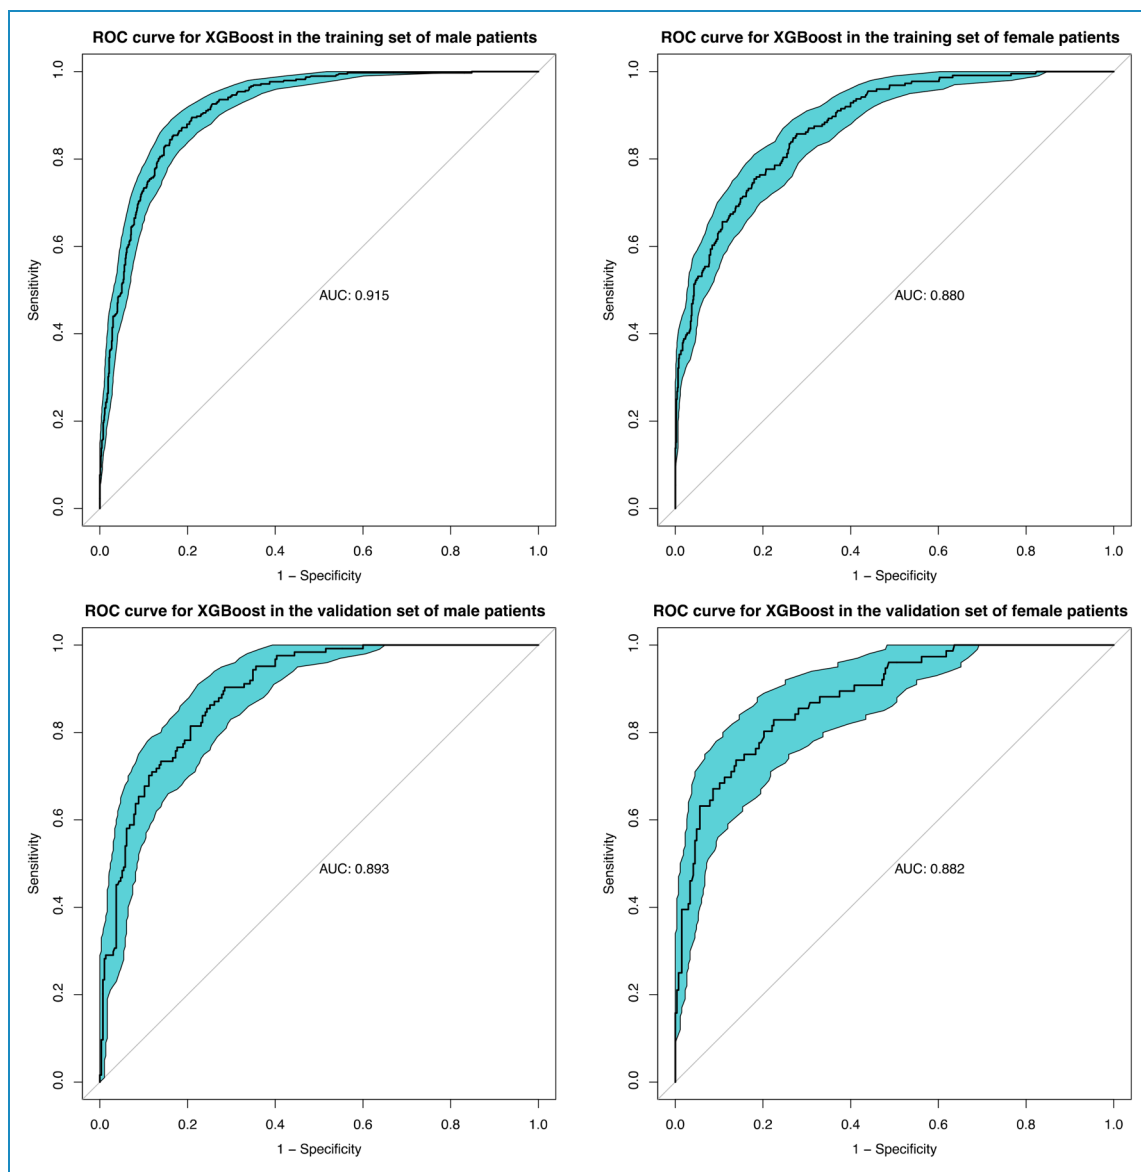 ROC curve for XGBoost in the training set of male patients
Sensitivity
1.0
0.8
0.6
0.4
0.2
0.0
AUC: 0.915
0.0 0.2 0.4 0.6 0.8 1.0
1 − Specificity
ROC curve for XGBoost in the training set of female patients
Sensitivity
1.0
0.8
0.6
0.4
0.2
0.0
AUC: 0.880
0.0 0.2 0.4 0.6 0.8 1.0
1 − Specificity
ROC curve for XGBoost in the validation set of male patients
Sensitivity
1.0
0.8
0.6
0.4
0.2
0.0
AUC: 0.893
0.0 0.2 0.4 0.6 0.8 1.0
1 − Specificity
ROC curve for XGBoost in the validation set of female patients
Sensitivity
1.0
0.8
0.6
0.4
0.2
0.0
AUC: 0.882
0.0 0.2 0.4 0.6 0.8 1.0
1 − Specificity